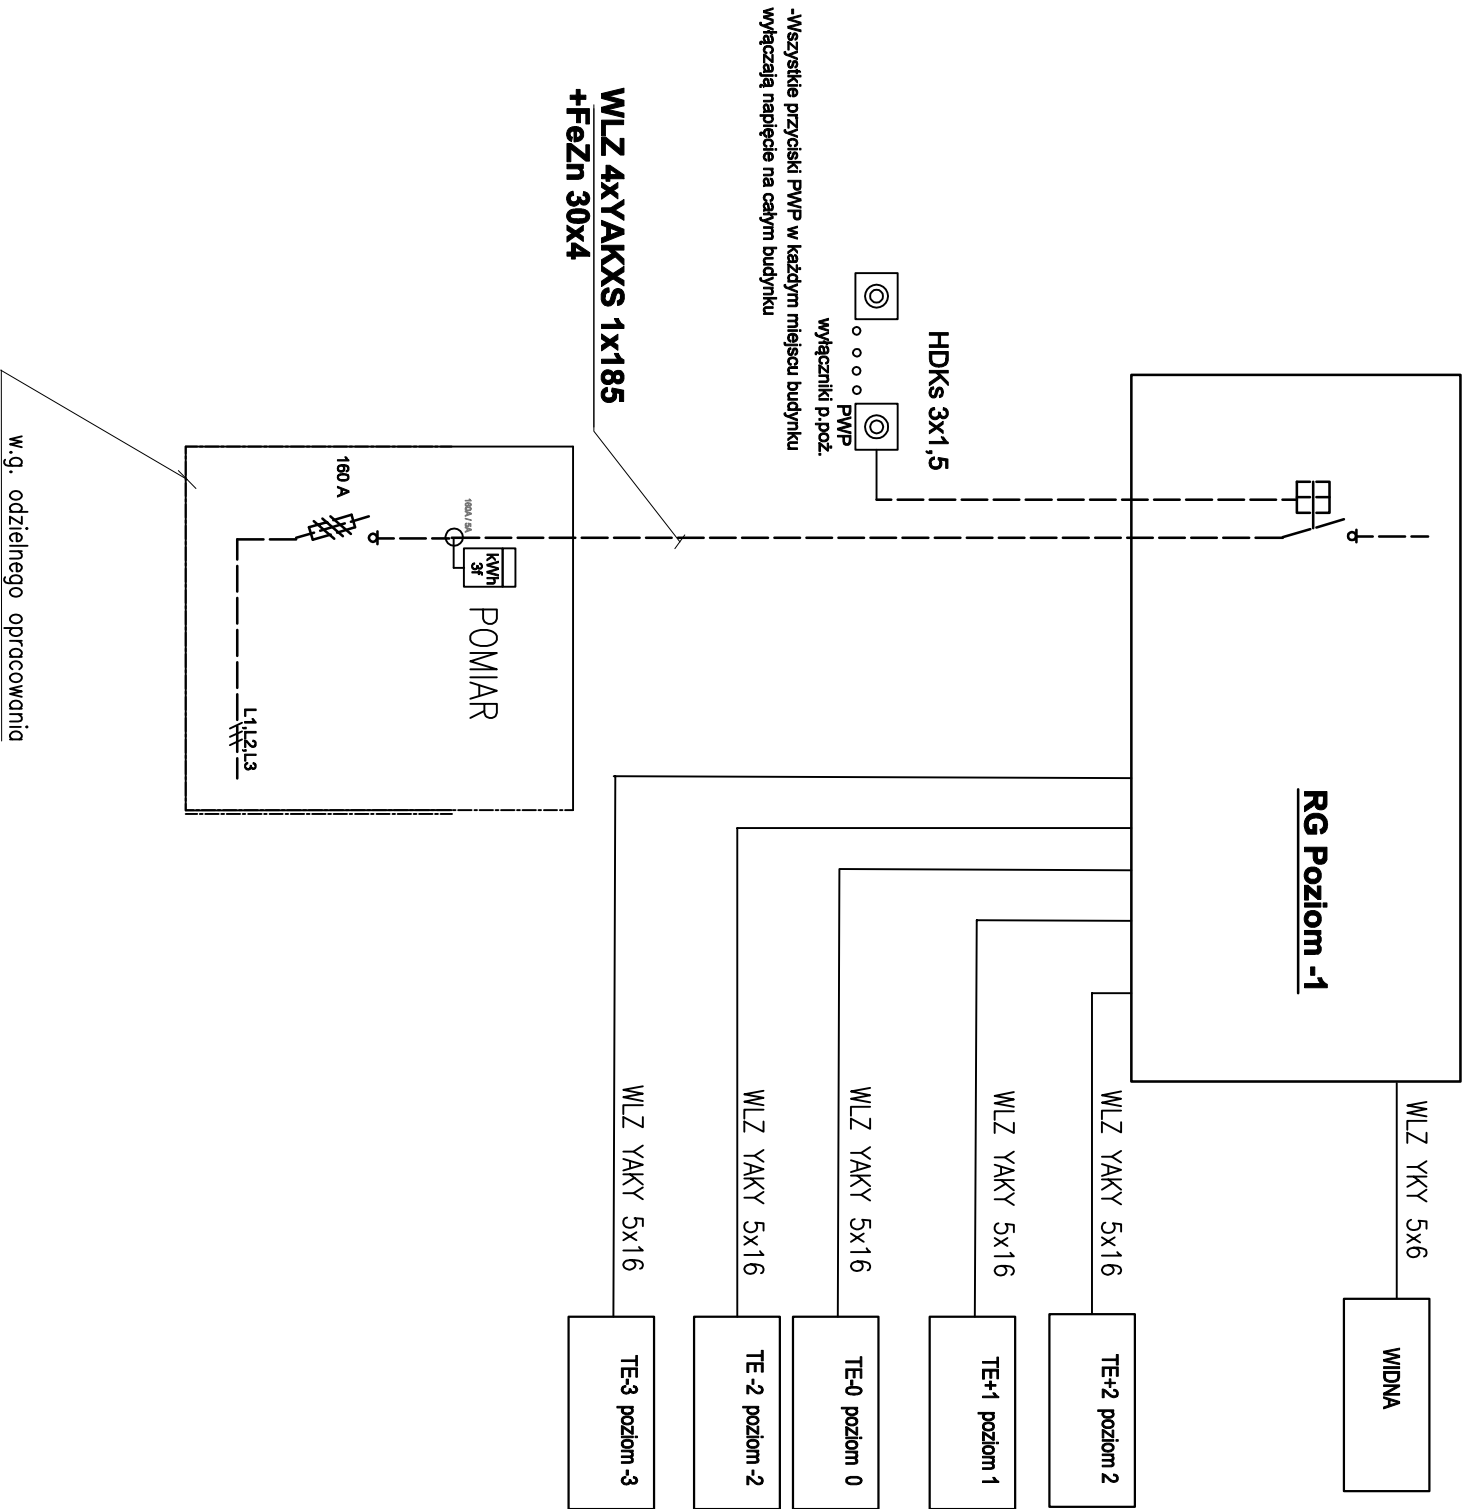 WIDNA
WLZ YKY 5x6
RG Poziom -1
TE+2 poziom 2
WLZ YAKY 5x16
TE+1 poziom 1
WLZ YAKY 5x16
HDKs 3x1,5
TE-0 poziom 0
WLZ YAKY 5x16
PWP
wyłączniki p.poż.
-Wszystkie przyciski PWP w każdym miejscu budynku
wyłączają napięcie na całym budynku
TE -2 poziom -2
WLZ YAKY 5x16
TE-3 poziom -3
WLZ YAKY 5x16
WLZ 4xYAKXS 1x185
+FeZn 30x4
kWh
3f
POMIAR
160A / 5A
160 A
L1,L2,L3
w.g. odzielnego opracowania